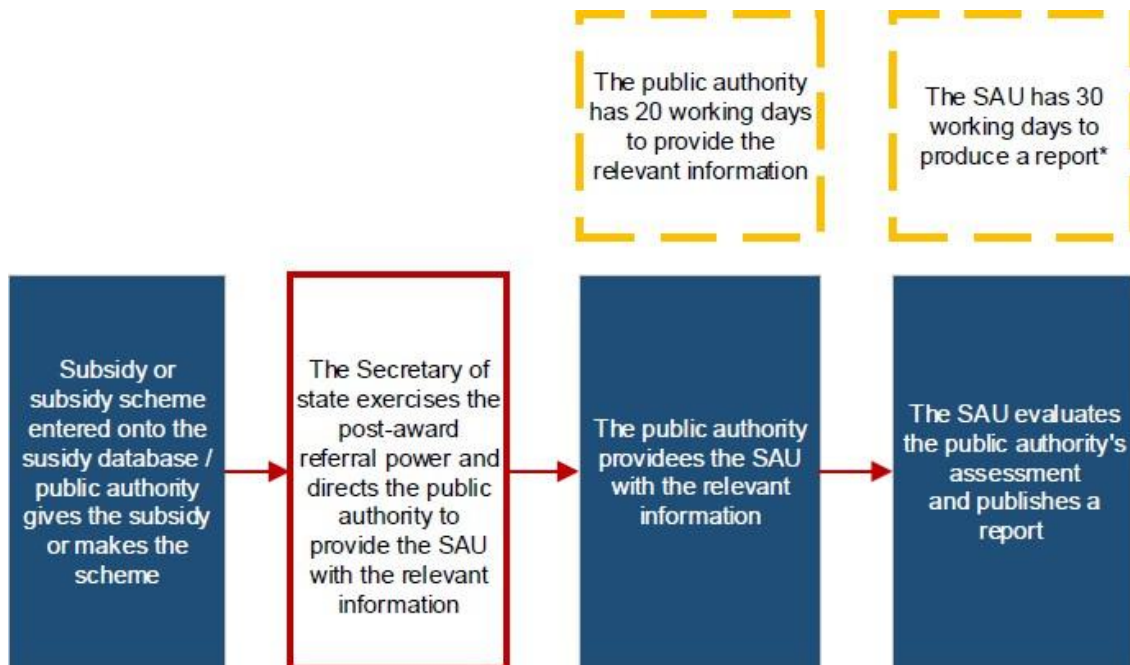 The public authority
has 20 working days
to provide the
relevant information
The SAU has 30
working days to
produce a report*
Subsidy or
subsidy scheme
entered onto the
susidy database /
public authority
gives the subsidy
or makes the
scheme
The Secretary of
state exercises the
post-award
referral power and
directs the public
authority to
provide the SAU
with the relevant
information
The public authority
providees the SAU
with the relevant
information
The SAU evaluates
the public authority's
assessment
and publishes a
report